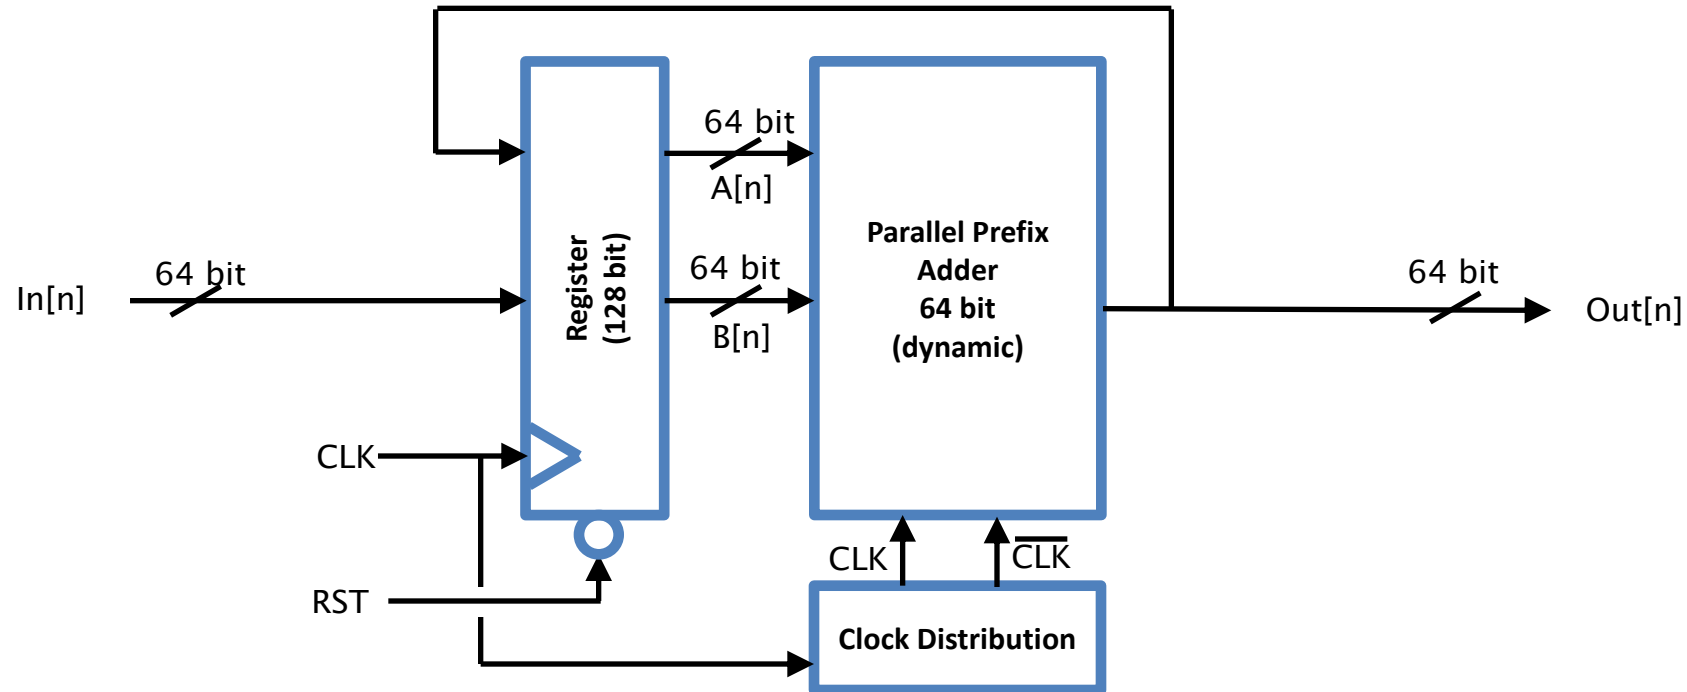 64 bit
A[n]
64 bit
In[n]
Register
(128 bit)
64 bit
B[n]
Parallel Prefix
Adder
64 bit
(dynamic)
64 bit
Out[n]
CLK
RST
CLK
CLK
Clock Distribution